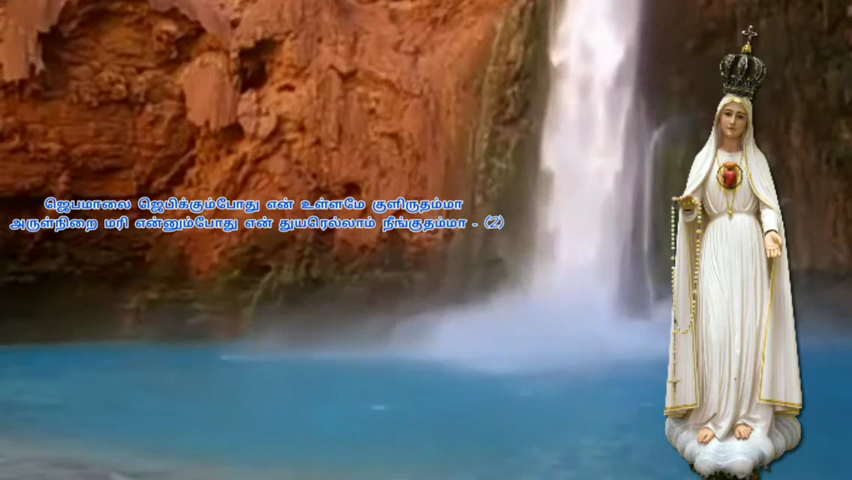 ஜெபமாலை ஜெபிக்கும்போது என் உள்ளமே குளிருதம்மா
அருள்நிறை மரி என்னும்போது என் துயரெல்லாம் நீங்குதம்மா - (2)